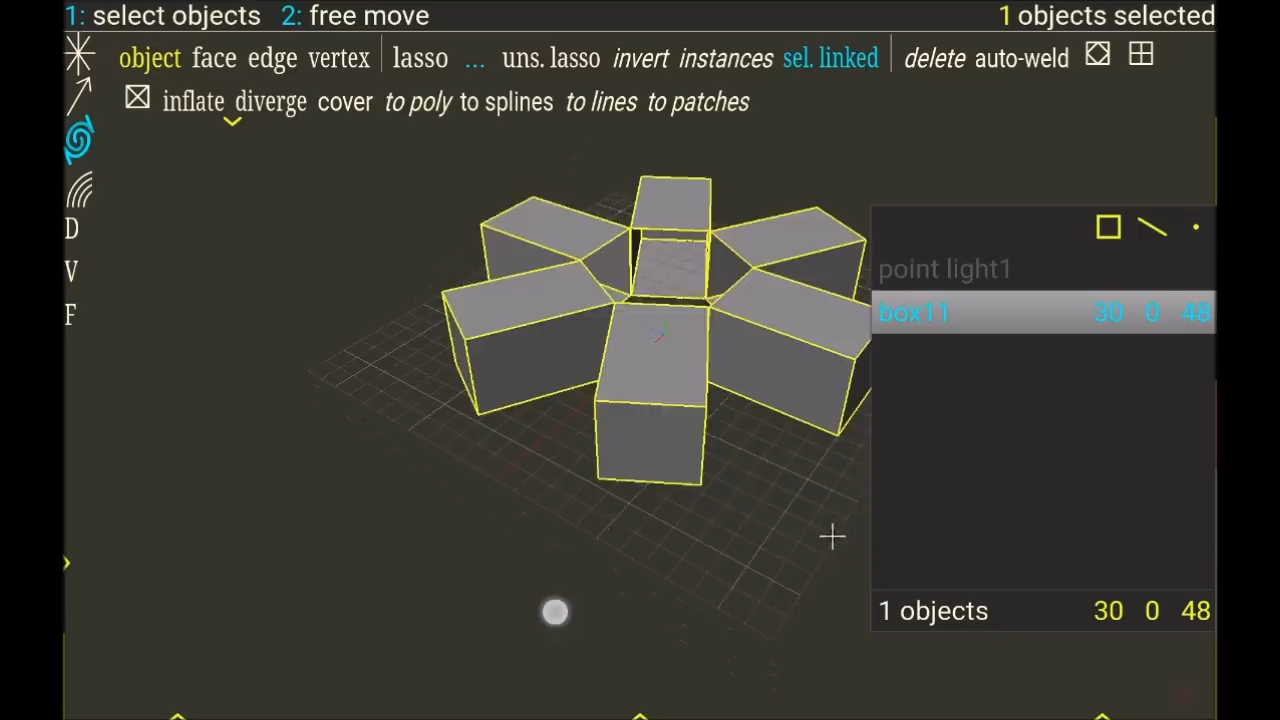 1: select objects 2: free move 1 objects selected
object face edge vertex lasso ... uns. lasso invert instances sel. linked delete auto-weld
inflate diverge cover to poly to splines to lines to patches
D
V
F
point light1
box11 30 0 48
1 objects 30 0 48